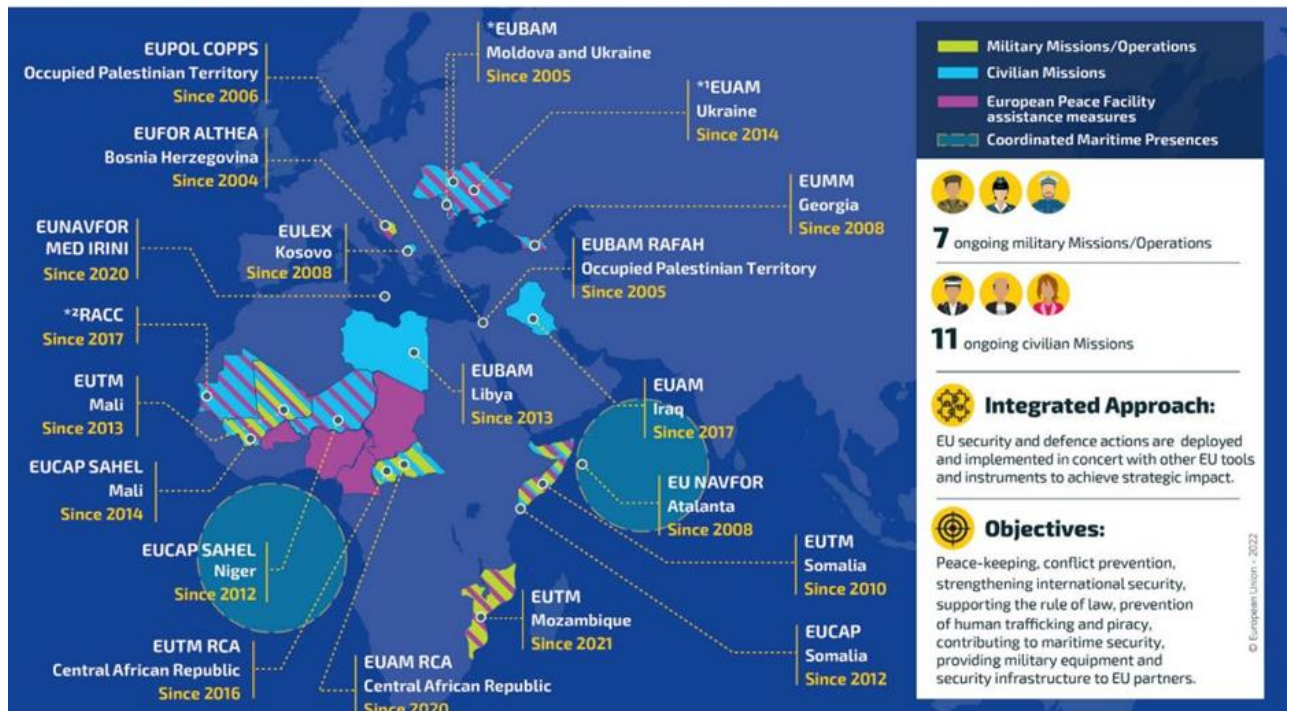 *EUBAM
Moldova and Ukraine
Since 2005
EUPOL COPPS
Occupied Palestinian Territory
Since 2006
*¹EUAM
Ukraine
Since 2014
EUFOR ALTHEA
Bosnia Herzegovina
Since 2004
EUMM
Georgia
Since 2008
EUNAVFOR
MED IRINI
Since 2020
EULEX
Kosovo
Since 2008
EUBAM RAFAH
Occupied Palestinian Territory
Since 2005
*²RACC
Since 2017
EUTM
Mali
Since 2013
EUBAM
Libya
Since 2013
EUAM
Iraq
Since 2017
EUCAP SAHEL
Mali
Since 2014
EU NAVFOR
Atalanta
Since 2008
EUCAP SAHEL
Niger
Since 2012
EUTM
Somalia
Since 2010
EUTM
Mozambique
Since 2021
EUCAP
Somalia
Since 2012
EUTM RCA
Central African Republic
Since 2016
EUAM RCA
Central African Republic
Since 2020
Military Missions/Operations
Civilian Missions
European Peace Facility
assistance measures
Coordinated Maritime Presences
7 ongoing military Missions/Operations
11 ongoing civilian Missions
Integrated Approach:
EU security and defence actions are deployed
and implemented in concert with other EU tools
and instruments to achieve strategic impact.
Objectives:
Peace-keeping, conflict prevention,
strengthening international security,
supporting the rule of law, prevention
of human trafficking and piracy,
contributing to maritime security,
providing military equipment and
security infrastructure to EU partners.
© European Union - 2022